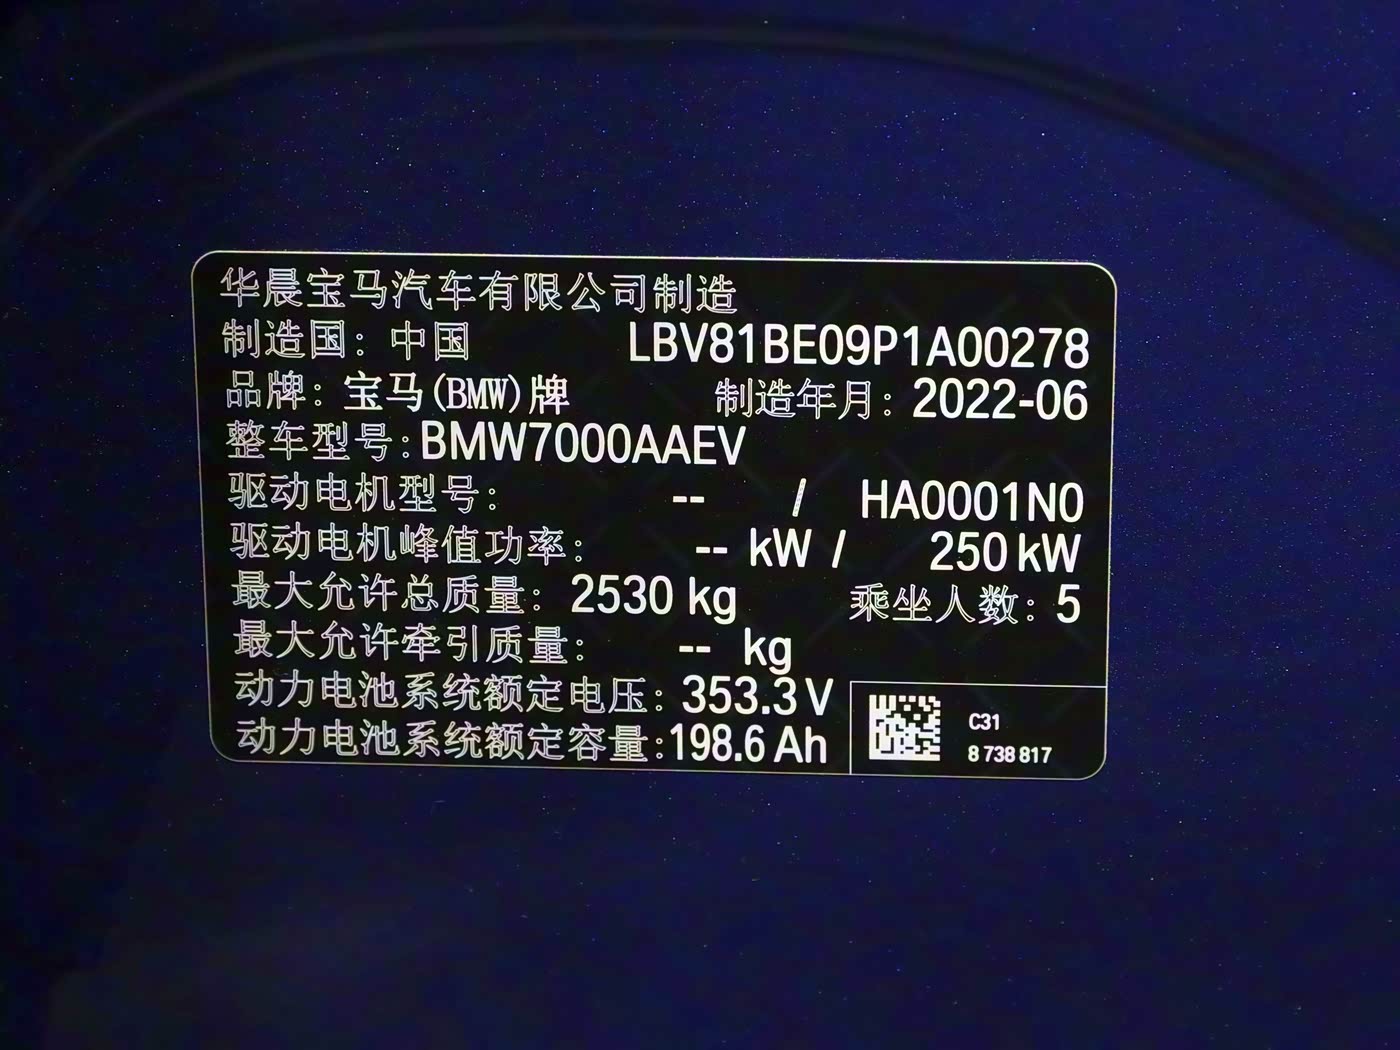 华晨宝马汽车有限公司制造
制造国：中国 LBV81BE09P1A00278
品牌：宝马(BMW)牌 制造年月：2022-06
整车型号:BMW7000AAEV
驱动电机型号： -- / HA0001N0
驱动电机峰值功率： -- kW / 250 kW
最大允许总质量：2530 kg 乘坐人数：5
最大允许牵引质量： -- kg
动力电池系统额定电压：353.3 V
动力电池系统额定容量:198.6 Ah
C31
8 738 817